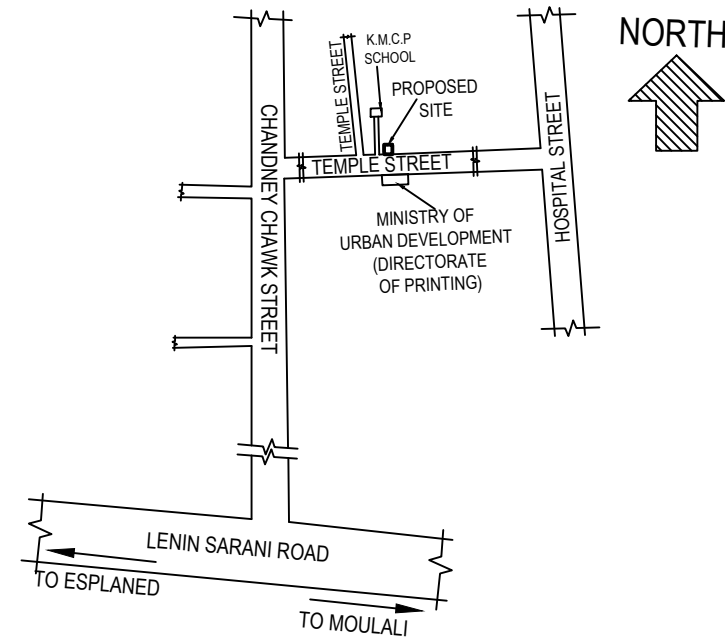 NORTH
K.M.C.P
SCHOOL
TEMPLE STREET
PROPOSED
SITE
CHANDNEY CHAWK STREET
TEMPLE STREET
HOSPITAL STREET
MINISTRY OF
URBAN DEVELOPMENT
(DIRECTORATE
OF PRINTING)
LENIN SARANI ROAD
TO ESPLANED
TO MOULALI